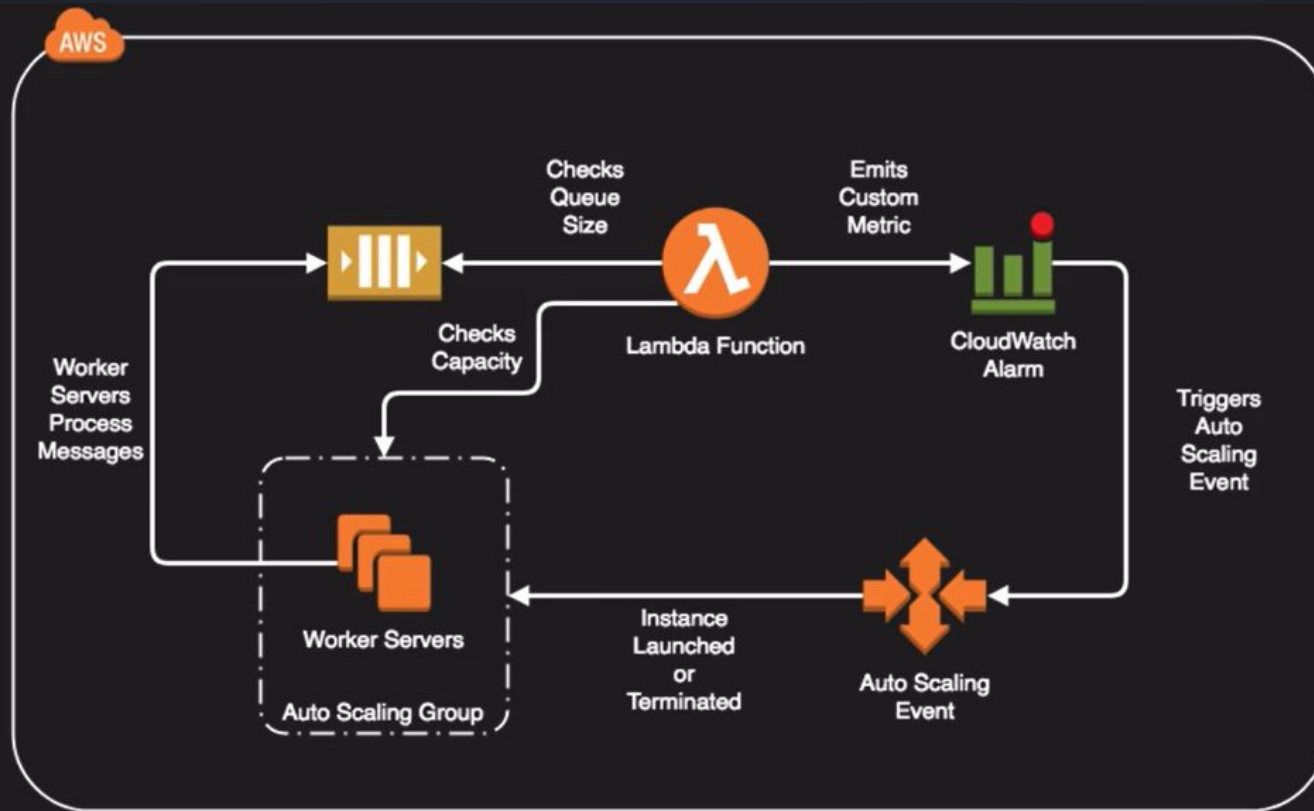 AWS
Checks
Queue
Size
Emits
Custom
Metric
Checks
Capacity
Lambda Function
CloudWatch
Alarm
Worker
Servers
Process
Messages
Triggers
Auto
Scaling
Event
Worker Servers
Auto Scaling Group
Instance
Launched
or
Terminated
Auto Scaling
Event